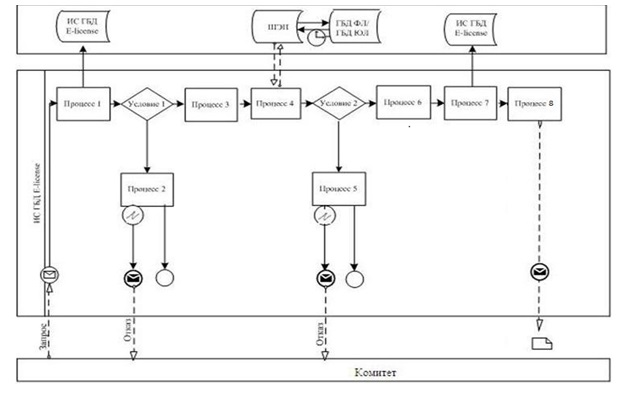 ИС ГБД
E-license
ШЭП
ГБД ФЛ/
ГБД ЮЛ
ИС ГБД
E-license
Процесс 1
Условие 1
Процесс 3
Процесс 4
Условие 2
Процесс 6
Процесс 7
Процесс 8
Процесс 2
Процесс 5
ИС ГБД E-license
Запрос
Отказ
Отказ
Комитет